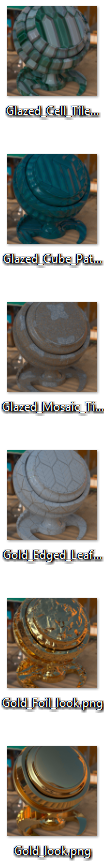 Glazed_Cell_Tile...
Glazed_Cube_Pat...
Glazed_Mosaic_Ti...
Gold_Edged_Leaf...
Gold_Foil_look.png
Gold_look.png